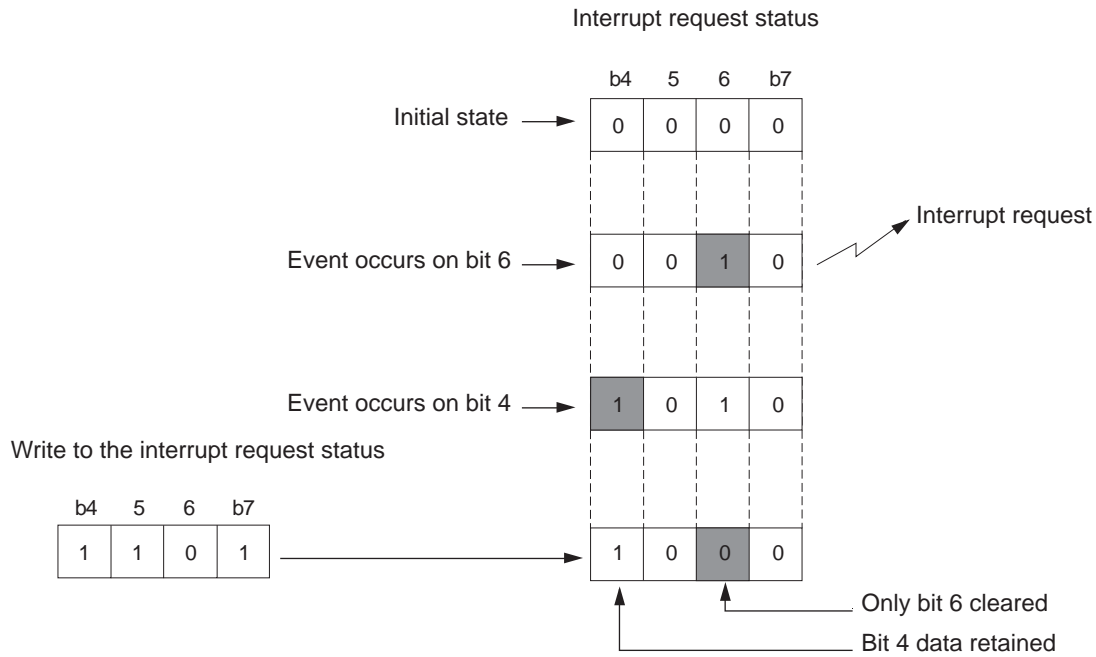 Interrupt request status
b4 5 6 b7
Initial state
0 0 0 0
Interrupt request
Event occurs on bit 6
0 0 1 0
Event occurs on bit 4
1 0 1 0
Write to the interrupt request status
b4 5 6 b7
1 1 0 1
1 0 0 0
Only bit 6 cleared
Bit 4 data retained